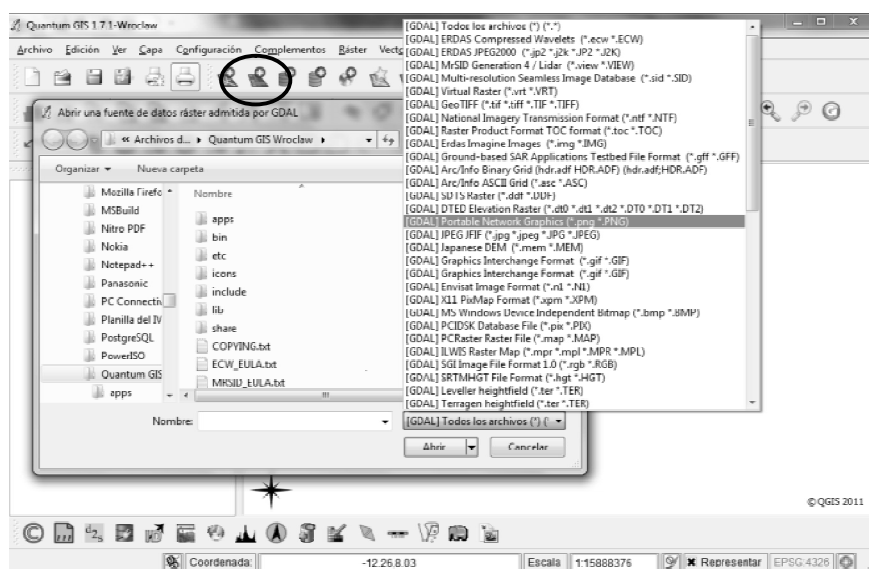 Quantum GIS 1.7.1-Wroclaw
Archivo Edición Ver Capa Configuración Complementos Ráster
Abrir una fuente de datos ráster admitida por GDAL
« Archivos d... ▸ Quantum GIS Wroclaw ▸
Organizar Nueva carpeta
Mozilla Firefc
MSBuild
Nitro PDF
Nokia
Notepad++
Panasonic
PC Connectiv
Planilla del IV
PostgreSQL
PowerISO
Quantum GIS
apps
Nombre
apps
bin
etc
icons
include
lib
share
COPYING.txt
ECW_EULA.txt
MRSID_EULA.txt
Nombre:
[GDAL] Todos los archivos (*) (*
Abrir
Cancelar
[GDAL] Todos los archivos (*) (*.*)
[GDAL] ERDAS Compressed Wavelets (*.ecw *.ECW)
[GDAL] ERDAS JPEG2000 (*.jp2 *.j2k *.JP2 *.J2K)
[GDAL] MrSID Generation 4 / Lidar (*.view *.VIEW)
[GDAL] Multi-resolution Seamless Image Database (*.sid *.SID)
[GDAL] Virtual Raster (*.vrt *.VRT)
[GDAL] GeoTIFF (*.tif *.tiff *.TIF *.TIFF)
[GDAL] National Imagery Transmission Format (*.ntf *.NTF)
[GDAL] Raster Product Format TOC format (*.toc *.TOC)
[GDAL] Erdas Imagine Images (*.img *.IMG)
[GDAL] Ground-based SAR Applications Testbed File Format (*.gff *.GFF)
[GDAL] Arc/Info Binary Grid (hdr.adf HDR.ADF) (hdr.adf;HDR.ADF)
[GDAL] Arc/Info ASCII Grid (*.asc *.ASC)
[GDAL] SDTS Raster (*.ddf *.DDF)
[GDAL] DTED Elevation Raster (*.dt0 *.dt1 *.dt2 *.DT0 *.DT1 *.DT2)
[GDAL] Portable Network Graphics (*.png *.PNG)
[GDAL] JPEG JFIF (*.jpg *.jpeg *.JPG *.JPEG)
[GDAL] Japanese DEM (*.mem *.MEM)
[GDAL] Graphics Interchange Format (*.gif *.GIF)
[GDAL] Graphics Interchange Format (*.gif *.GIF)
[GDAL] Envisat Image Format (*.n1 *.N1)
[GDAL] X11 PixMap Format (*.xpm *.XPM)
[GDAL] MS Windows Device Independent Bitmap (*.bmp *.BMP)
[GDAL] PCIDSK Database File (*.pix *.PIX)
[GDAL] PCRaster Raster File (*.map *.MAP)
[GDAL] ILWIS Raster Map (*.mpr *.mpl *.MPR *.MPL)
[GDAL] SGI Image File Format 1.0 (*.rgb *.RGB)
[GDAL] SRTMHGT File Format (*.hgt *.HGT)
[GDAL] Leveller heightfield (*.ter *.TER)
[GDAL] Terragen heightfield (*.ter *.TER)
© QGIS 2011
Coordenada: -12.26,8.03 Escala 1:15888376 Representar EPSG:4326